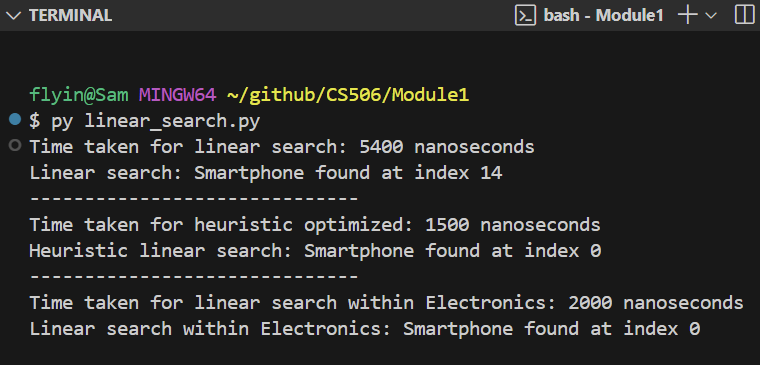 TERMINAL
bash - Module1
flyin@Sam MINGW64 ~/github/CS506/Module1
$ py linear_search.py
Time taken for linear search: 5400 nanoseconds
Linear search: Smartphone found at index 14
------------------------------
Time taken for heuristic optimized: 1500 nanoseconds
Heuristic linear search: Smartphone found at index 0
------------------------------
Time taken for linear search within Electronics: 2000 nanoseconds
Linear search within Electronics: Smartphone found at index 0